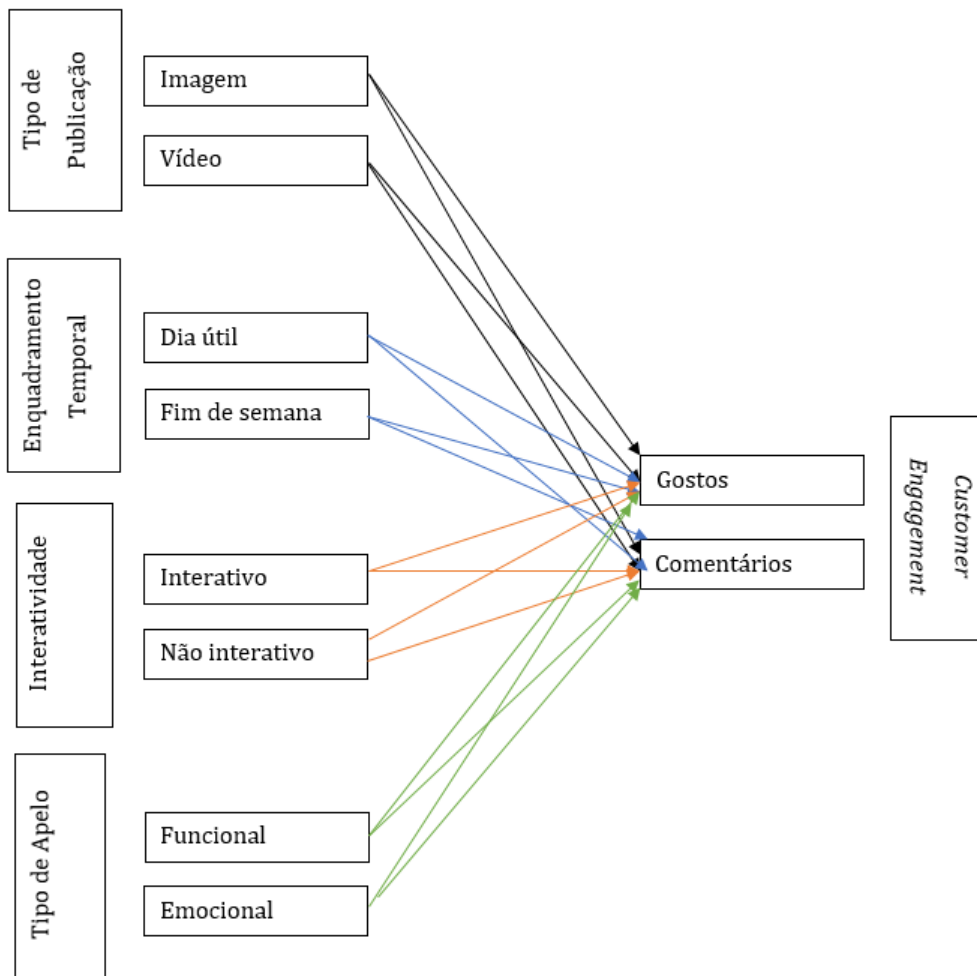 Tipo de
Publicação
Imagem
Vídeo
Enquadramento
Temporal
Dia útil
Fim de semana
Interatividade
Interativo
Não interativo
Tipo de Apelo
Funcional
Emocional
Gostos
Comentários
Customer
Engagement